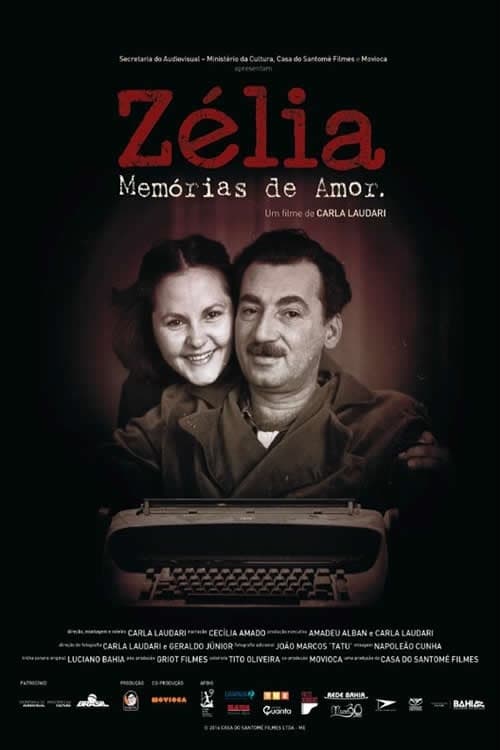 Secretaria do Audiovisual – Ministério da Cultura, Casa do Santomé Filmes e Movioca
apresentam
Zélia
Memórias de Amor.
Um filme de CARLA LAUDARI
direção, montagem e roteiro CARLA LAUDARI narração CECÍLIA AMADO produção executiva AMADEU ALBAN e CARLA LAUDARI
direção de fotografia CARLA LAUDARI e GERALDO JÚNIOR fotografia adicional JOÃO MARCOS 'TATU' mixagem NAPOLEÃO CUNHA
trilha sonora original LUCIANO BAHIA pós produção GRIOT FILMES colorista TITO OLIVEIRA co-produção MOVIOCA uma produção da CASA DO SANTOMÉ FILMES
PATROCÍNIO PRODUÇÃO CO-PRODUÇÃO APOIO
BRASIL MOVIOCA Quanta REDE BAHIA BAHIA
© 2016 CASA DO SANTOMÉ FILMES LTDA - ME